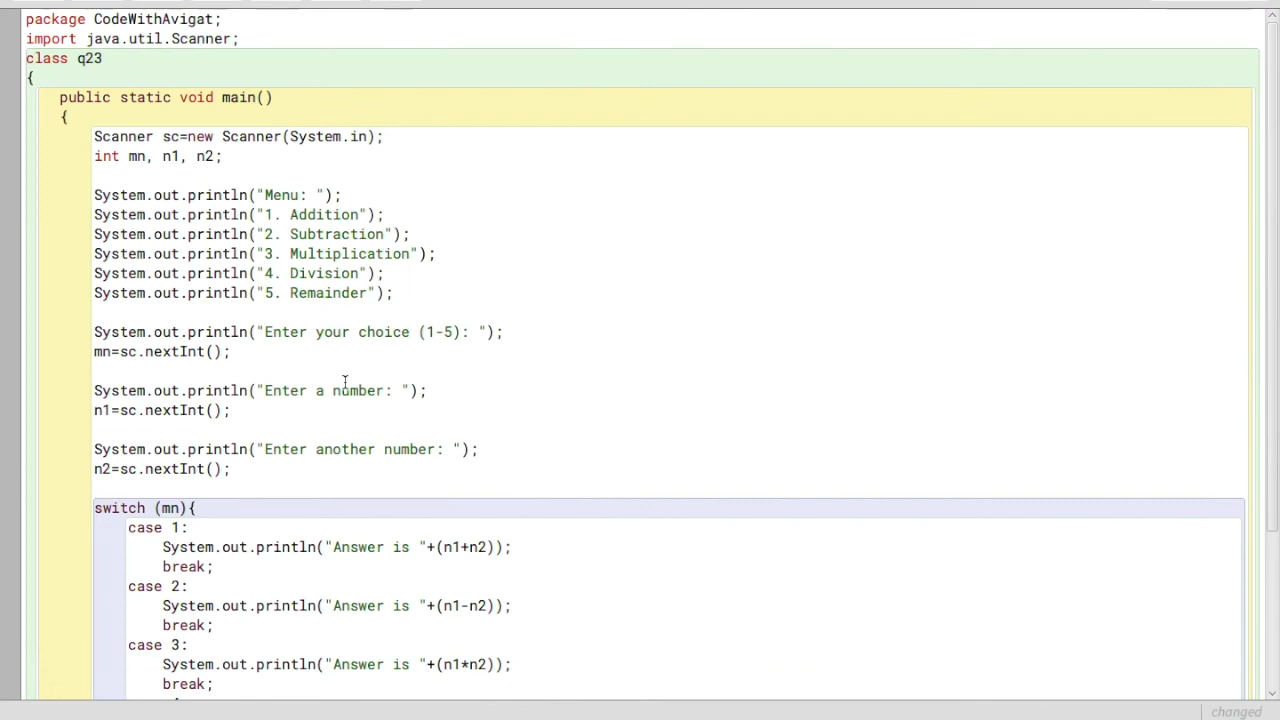 package CodeWithAvigat;
import java.util.Scanner;
class q23
{
public static void main()
{
Scanner sc=new Scanner(System.in);
int mn, n1, n2;
System.out.println("Menu: ");
System.out.println("1. Addition");
System.out.println("2. Subtraction");
System.out.println("3. Multiplication");
System.out.println("4. Division");
System.out.println("5. Remainder");
System.out.println("Enter your choice (1-5): ");
mn=sc.nextInt();
System.out.println("Enter a number: ");
n1=sc.nextInt();
System.out.println("Enter another number: ");
n2=sc.nextInt();
switch (mn){
case 1:
System.out.println("Answer is "+(n1+n2));
break;
case 2:
System.out.println("Answer is "+(n1-n2));
break;
case 3:
System.out.println("Answer is "+(n1*n2));
break;
changed